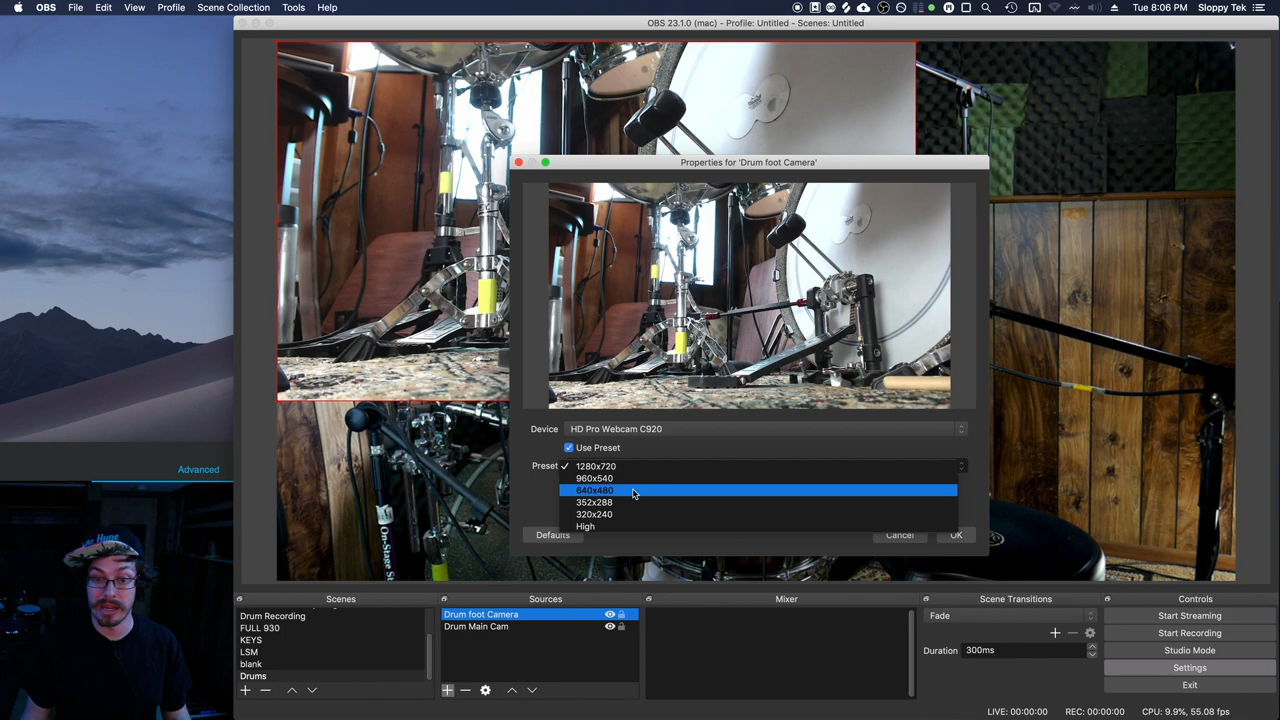 OBS File Edit View Profile Scene Collection Tools Help Tue 8:06 PM Sloppy Tek
OBS 23.1.0 (mac) - Profile: Untitled - Scenes: Untitled
Properties for 'Drum foot Camera'
Device HD Pro Webcam C920
Use Preset
Preset 1280x720
960x540
640x480
352x288
320x240
High
Defaults Cancel OK
Advanced
On-Stage
Scenes
Drum Recording
FULL 930
KEYS
LSM
blank
Drums
Sources
Drum foot Camera
Drum Main Cam
Mixer
Scene Transitions
Fade
Duration 300ms
Controls
Start Streaming
Start Recording
Studio Mode
Settings
Exit
LIVE: 00:00:00 REC: 00:00:00 CPU: 9.9%, 55.08 fps